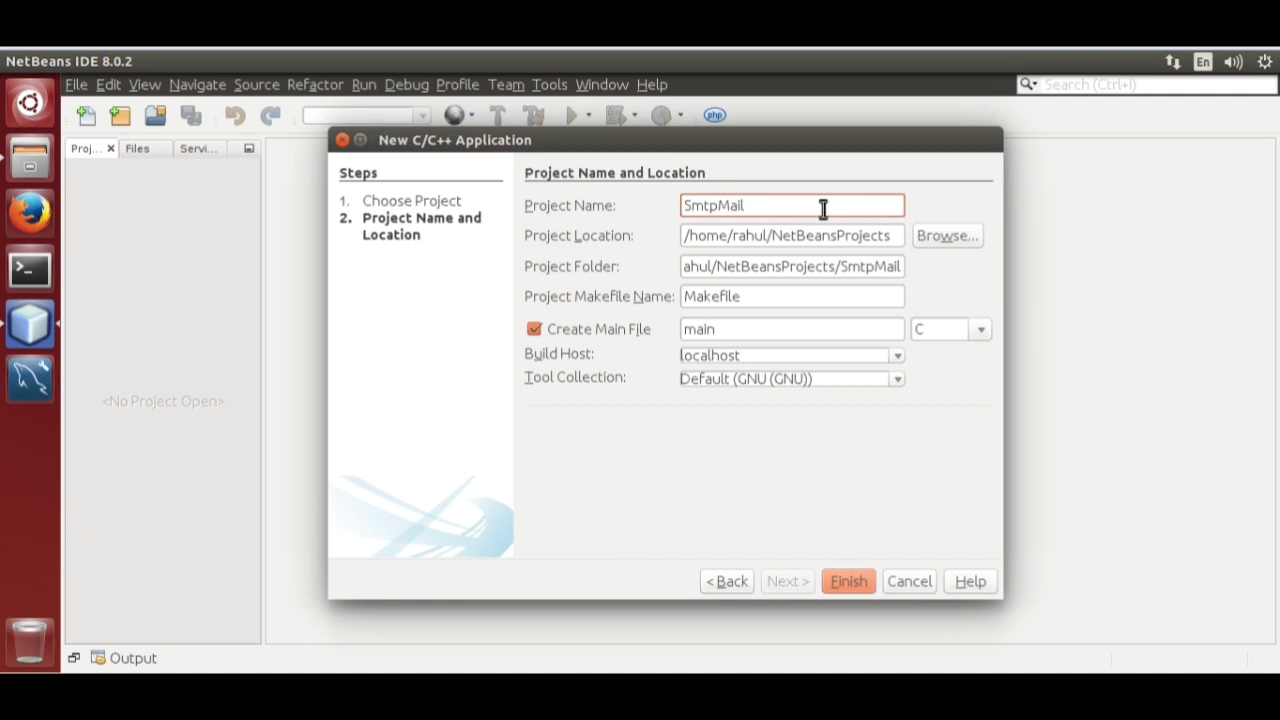 NetBeans IDE 8.0.2
En
File Edit View Navigate Source Refactor Run Debug Profile Team Tools Window Help
Search (Ctrl+I)
php
Proj... Files Servi...
New C/C++ Application
Steps
1. Choose Project
2. Project Name and Location
Project Name and Location
Project Name: SmtpMail
Project Location: /home/rahul/NetBeansProjects Browse...
Project Folder: ahul/NetBeansProjects/SmtpMail
Project Makefile Name: Makefile
Create Main File main C
Build Host: localhost
Tool Collection: Default (GNU (GNU))
<No Project Open>
< Back Next > Finish Cancel Help
Output